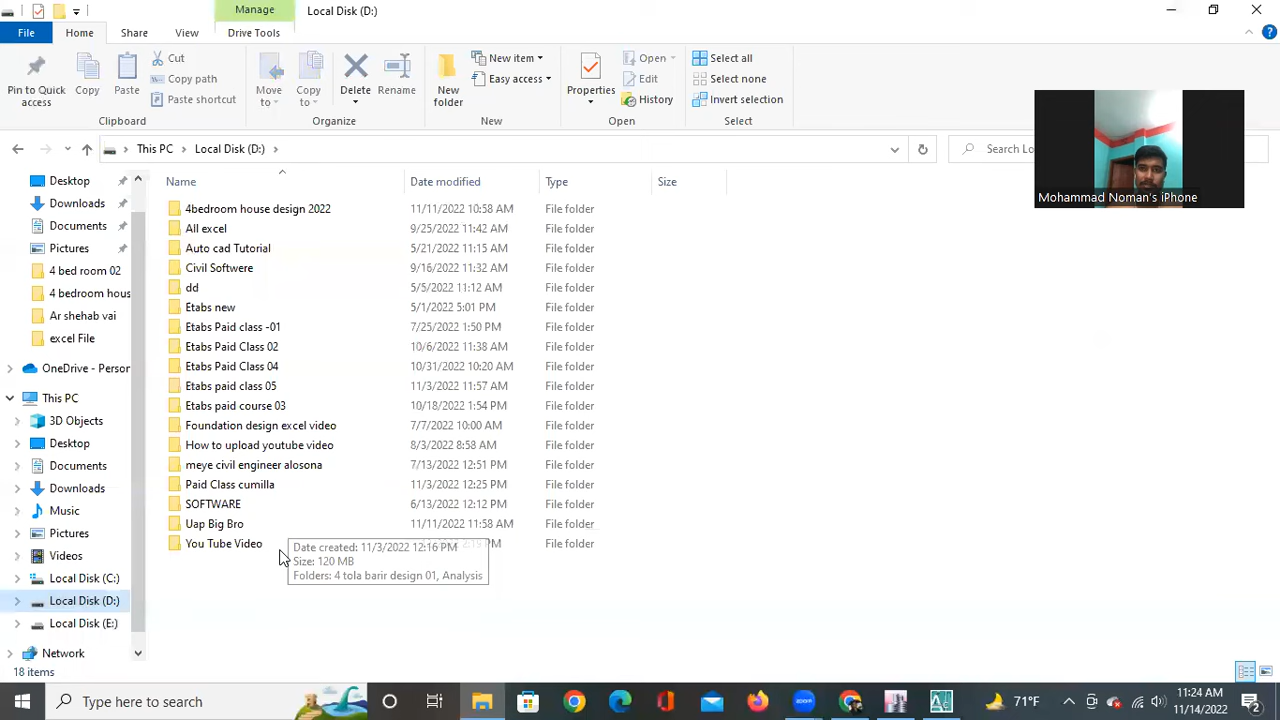 Manage
Local Disk (D:)
File
Home
Share
View
Drive Tools
Pin to Quick access
Copy
Paste
Cut
Copy path
Paste shortcut
Clipboard
Move to
Copy to
Delete
Rename
Organize
New folder
New item
Easy access
New
Properties
Open
Edit
History
Open
Select all
Select none
Invert selection
Select
This PC
Local Disk (D:)
Search Lo
Mohammad Noman's iPhone
Name Date modified Type Size
4bedroom house design 2022 11/11/2022 10:58 AM File folder
All excel 9/25/2022 11:42 AM File folder
Auto cad Tutorial 5/21/2022 11:15 AM File folder
Civil Softwere 9/16/2022 11:32 AM File folder
dd 5/5/2022 11:12 AM File folder
Etabs new 5/1/2022 5:01 PM File folder
Etabs Paid class -01 7/25/2022 1:50 PM File folder
Etabs Paid Class 02 10/6/2022 11:38 AM File folder
Etabs Paid Class 04 10/31/2022 10:20 AM File folder
Etabs paid class 05 11/3/2022 11:57 AM File folder
Etabs paid course 03 10/18/2022 1:54 PM File folder
Foundation design excel video 7/7/2022 10:00 AM File folder
How to upload youtube video 8/3/2022 8:58 AM File folder
meye civil engineer alosona 7/13/2022 12:51 PM File folder
Paid Class cumilla 11/3/2022 12:25 PM File folder
SOFTWARE 6/13/2022 12:12 PM File folder
Uap Big Bro 11/11/2022 11:58 AM File folder
You Tube Video PM File folder
Date created: 11/3/2022 12:16 PM
Size: 120 MB
Folders: 4 tola barir design 01, Analysis
Desktop
Downloads
Documents
Pictures
4 bed room 02
4 bedroom hous
Ar shehab vai
excel File
OneDrive - Person
This PC
3D Objects
Desktop
Documents
Downloads
Music
Pictures
Videos
Local Disk (C:)
Local Disk (D:)
Local Disk (E:)
Network
18 items
Type here to search
zoom
71°F
11:24 AM
11/14/2022
2